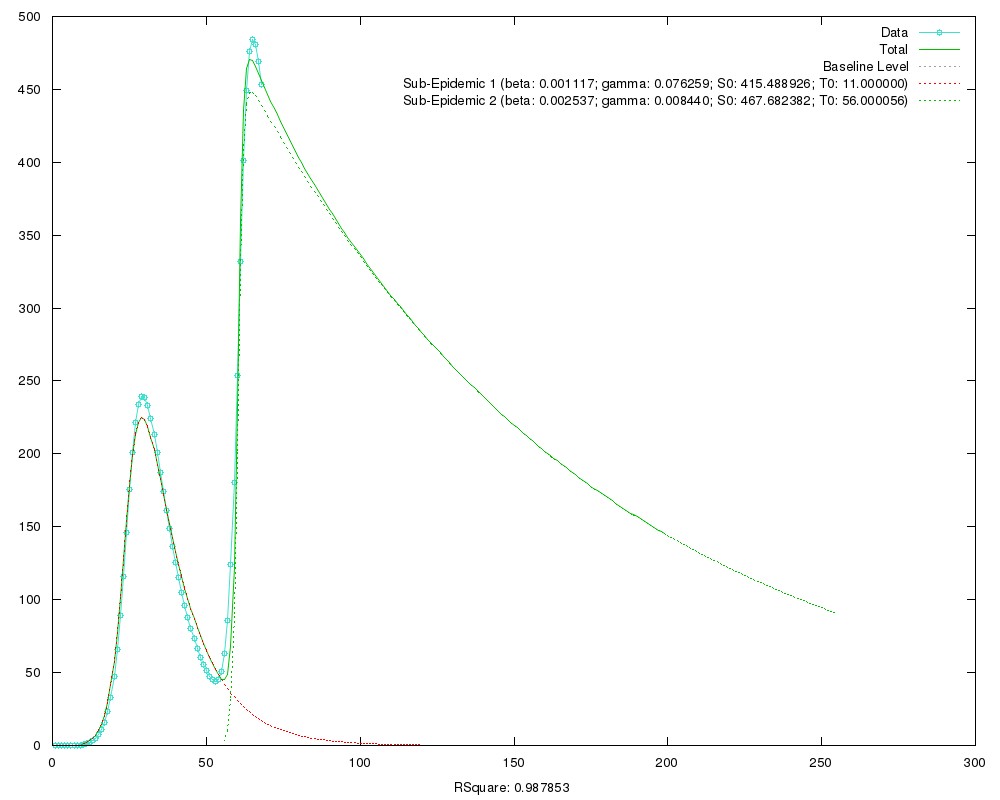 500
450
400
350
300
250
200
150
100
50
0
0 50 100 150 200 250 300
Data
Total
Baseline Level
Sub-Epidemic 1 (beta: 0.001117; gamma: 0.076259; S0: 415.488926; T0: 11.000000)
Sub-Epidemic 2 (beta: 0.002537; gamma: 0.008440; S0: 467.682382; T0: 56.000056)
RSquare: 0.987853